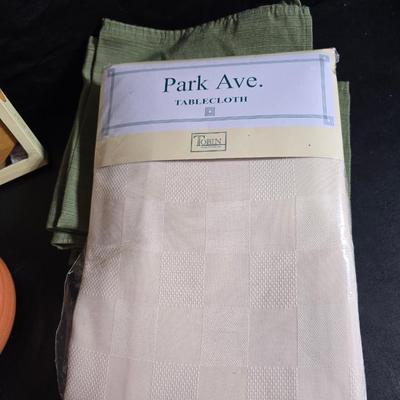 Park Ave.
TABLECLOTH
TOBIN